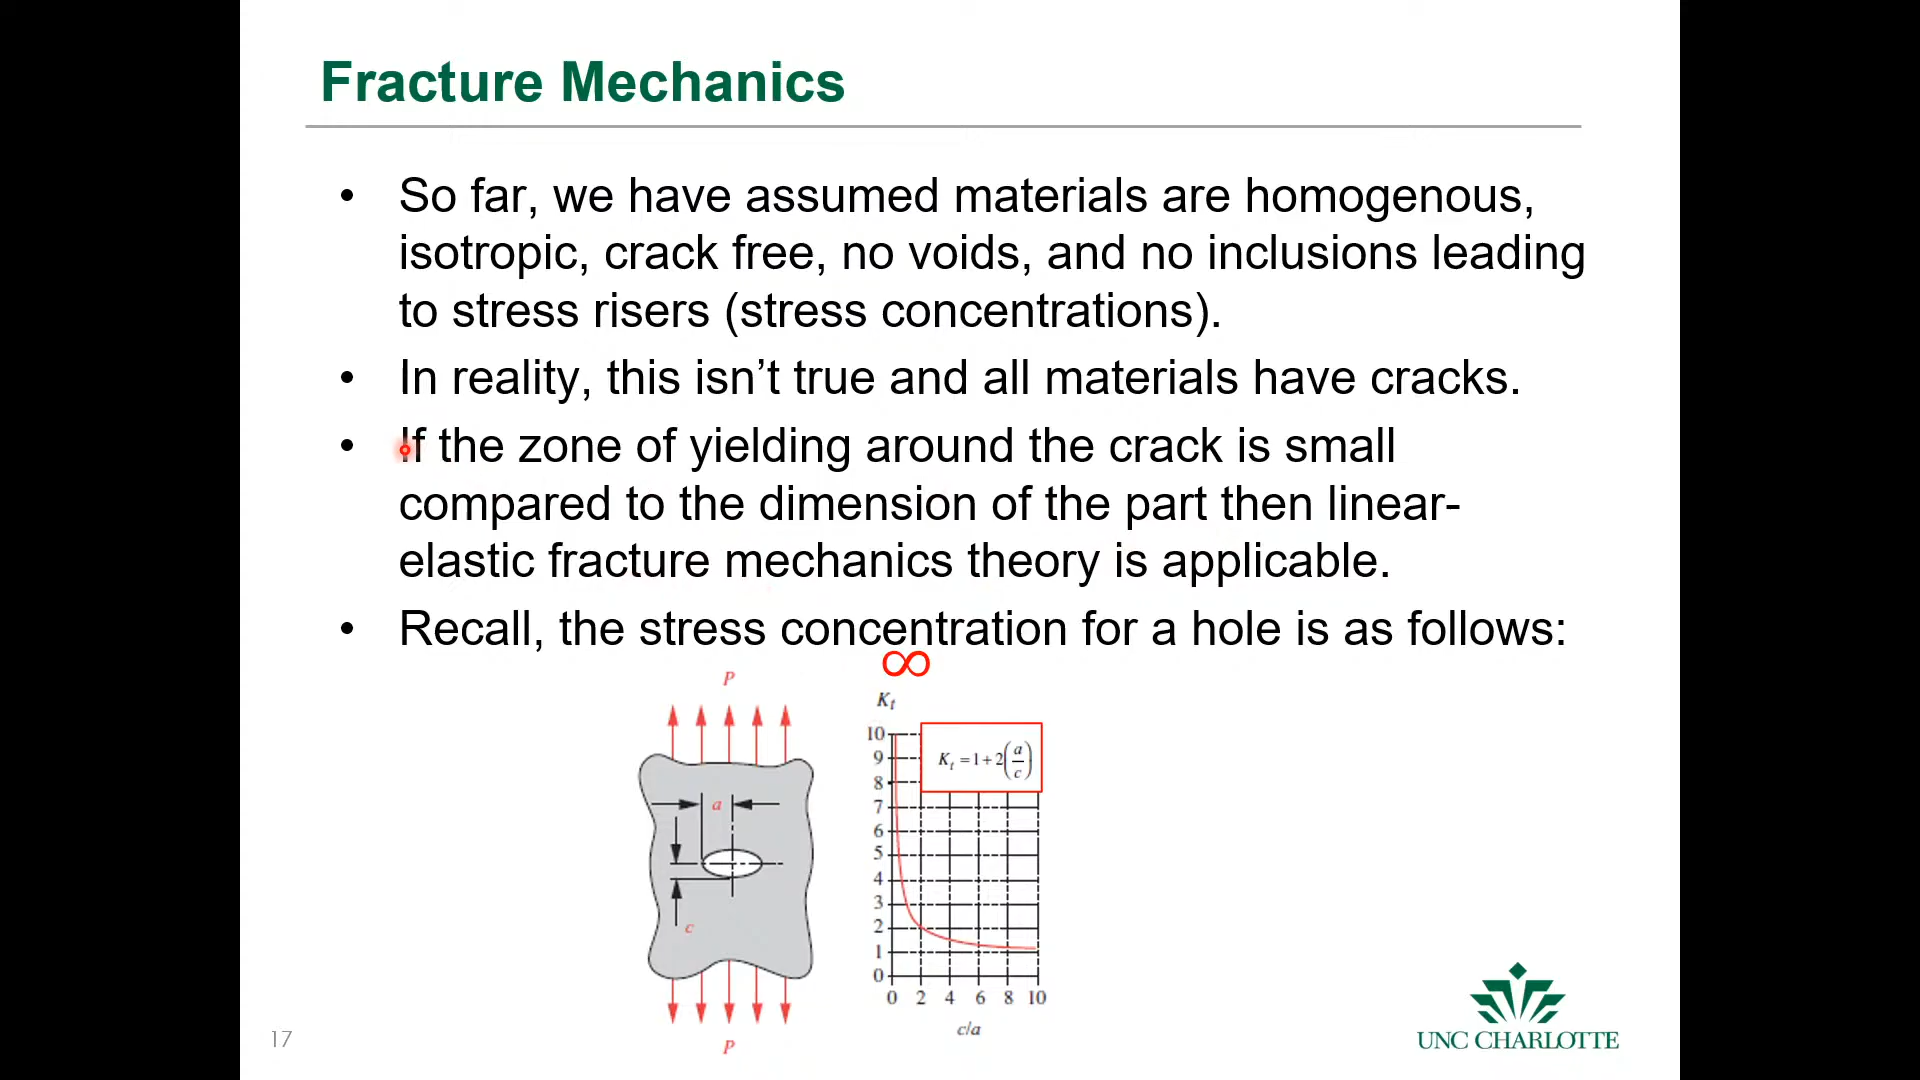 Fracture Mechanics
• So far, we have assumed materials are homogenous,
isotropic, crack free, no voids, and no inclusions leading
to stress risers (stress concentrations).
• In reality, this isn’t true and all materials have cracks.
• If the zone of yielding around the crack is small
compared to the dimension of the part then linear-
elastic fracture mechanics theory is applicable.
• Recall, the stress concentration for a hole is as follows:
P
a
c
P
∞
Kt
10
9
8
7
6
5
4
3
2
1
0
Kt = 1 + 2(a/c)
0 2 4 6 8 10
c/a
17
UNC CHARLOTTE